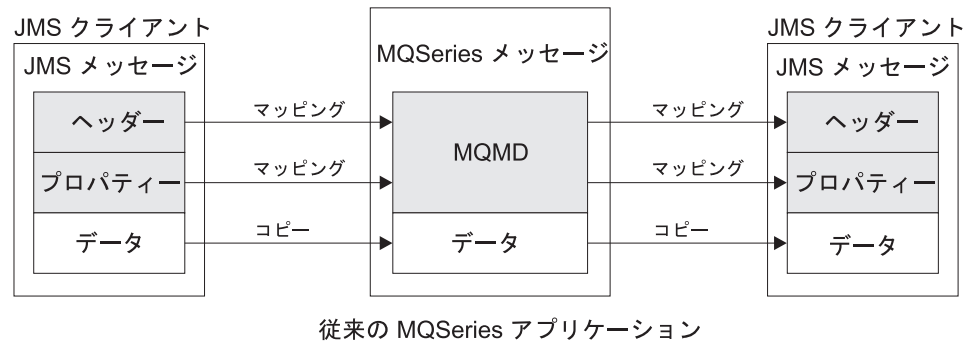 JMS クライアント
JMS メッセージ
ヘッダー
プロパティー
データ
マッピング
マッピング
コピー
MQSeries メッセージ
MQMD
データ
マッピング
マッピング
コピー
JMS クライアント
JMS メッセージ
ヘッダー
プロパティー
データ
従来の MQSeries アプリケーション